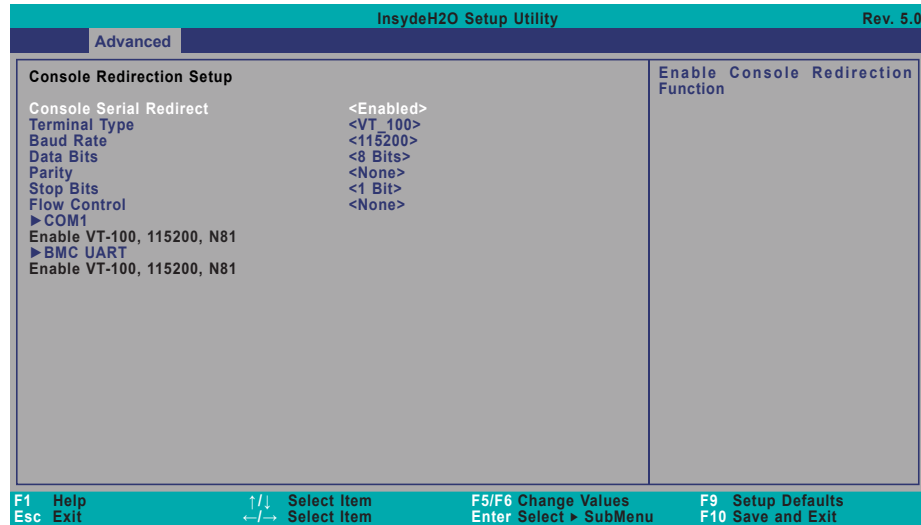 InsydeH2O Setup Utility Rev. 5.0
Advanced
Console Redirection Setup
Console Serial Redirect <Enabled>
Terminal Type <VT_100>
Baud Rate <115200>
Data Bits <8 Bits>
Parity <None>
Stop Bits <1 Bit>
Flow Control <None>
►COM1
Enable VT-100, 115200, N81
►BMC UART
Enable VT-100, 115200, N81
Enable Console Redirection
Function
F1 Help ↑/↓ Select Item F5/F6 Change Values F9 Setup Defaults
Esc Exit ←/→ Select Item Enter Select ► SubMenu F10 Save and Exit